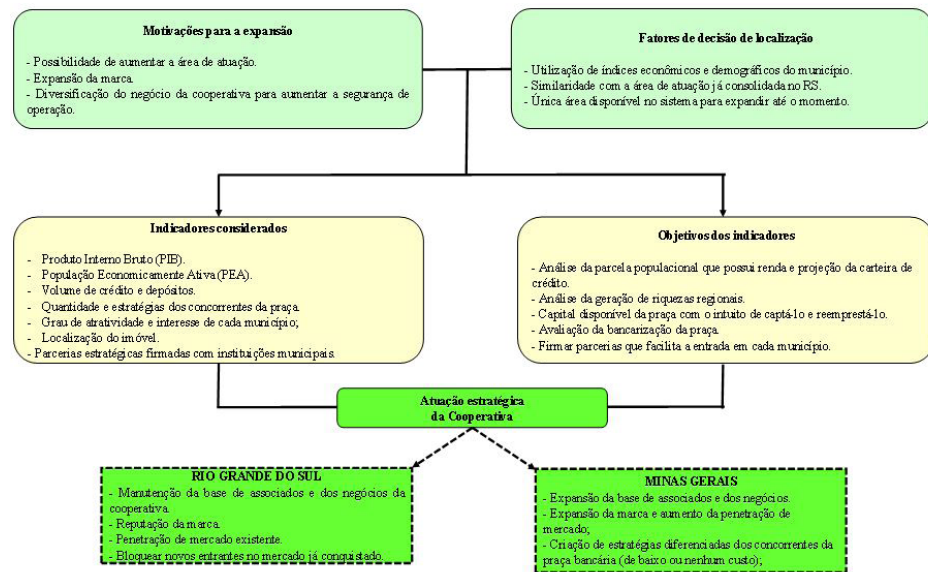 Motivações para a expansão
- Possibilidade de aumentar a área de atuação.
- Expansão da marca.
- Diversificação do negócio da cooperativa para aumentar a segurança de
operação.
Fatores de decisão de localização
- Utilização de índices econômicos e demográficos do município.
- Similaridade com a área de atuação já consolidada no RS.
- Única área disponível no sistema para expandir até o momento.
Indicadores considerados
- Produto Interno Bruto (PIB).
- População Economicamente Ativa (PEA).
- Volume de crédito e depósitos.
- Quantidade e estratégias dos concorrentes da praça.
- Grau de atratividade e interesse de cada município;
- Localização do imóvel.
- Parcerias estratégicas firmadas com instituições municipais.
Objetivos dos indicadores
- Análise da parcela populacional que possui renda e projeção da carteira de
crédito.
- Análise da geração de riquezas regionais.
- Capital disponível da praça com o intuito de captá-lo e reemprestá-lo.
- Avaliação da bancarização da praça.
- Firmar parcerias que facilita a entrada em cada município.
Atuação estratégica
da Cooperativa
RIO GRANDE DO SUL
- Manutenção da base de associados e dos negócios da
cooperativa.
- Reputação da marca.
- Penetração de mercado existente.
- Bloquear novos entrantes no mercado já conquistado.
MINAS GERAIS
- Expansão da base de associados e dos negócios.
- Expansão da marca e aumento da penetração de
mercado;
- Criação de estratégias diferenciadas dos concorrentes da
praça bancária (de baixo ou nenhum custo);